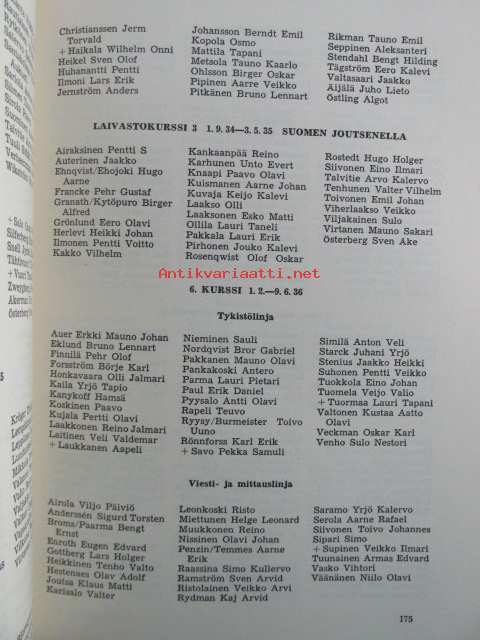 Christianssen Jerm
Torvald
+ Haikala Wilhelm Onni
Heikel Sven Olof
Huhanantti Pentti
Ilmoni Lars Erik
Jernström Anders
Johansson Berndt Emil
Kopola Osmo
Mattila Tapani
Metsola Tauno Kaarlo
Ohlsson Birger Oskar
Pipinen Aarre Veikko
Pitkänen Bruno Lennart
Rikman Tauno Emil
Seppinen Aleksanteri
Stendahl Bengt Hilding
Tägström Eero Kalevi
Valtasaari Jaakko
Äijälä Juho Lieto
Östling Algot
LAIVASTOKURSSI 3 1.9.34—3.5.35 SUOMEN JOUTSENELLA
Airaksinen Pentti S
Auterinen Jaakko
Ehnqvist/Ehojoki Hugo
Aarne
Francke Pehr Gustaf
Granath/Kytöpuro Birger
Alfred
Grönlund Eero Olavi
Herlevi Heikki Johan
Ilmonen Pentti Voitto
Kakko Vilhelm
Kankaanpää Reino
Karhunen Unto Evert
Knaapi Paavo Olavi
Kuismanen Aarne Johan
Kuvaja Keijo Kalevi
Laakso Olli
Laaksonen Esko Matti
Ollila Lauri Taneli
Pakkala Lauri Erik
Pirhonen Jouko Kalevi
Rosenqwist Olof Oskar
Rostedt Hugo Holger
Siivonen Eino Ilmari
Talvitie Arvo Kalervo
Tenhunen Valter Vilhelm
Toivonen Emil Johan
Viherlaakso Veikko
Viljakainen Sulo
Virtanen Mauno Sakari
Österberg Sven Ake
Antikvariaatti.net
6. KURSSI 1.2.—9.6.36
Tykistölinja
Auer Erkki Mauno Johan
Eklund Bruno Lennart
Finnilä Pehr Olof
Forsström Börje Karl
Honkavaara Olli Jalmari
Kaila Yrjö Tapio
Kanykoff Hamsä
Koskinen Paavo
Kujala Pertti Olavi
Laakkonen Reino Jalmari
Laitinen Veli Valdemar
+ Laukkanen Aapeli
Nieminen Sauli
Nordqvist Bror Gabriel
Pakkanen Mauno Olavi
Pankakoski Antero
Parma Lauri Pietari
Paul Erik Daniel
Pyysalo Antti Olavi
Rapeli Teuvo
Ryysy/Burmeister Toivo
Uuno
Rönnforss Karl Erik
+ Savo Pekka Samuli
Similä Anton Veli
Starck Juhani Yrjö
Stenius Jaakko Heikki
Suhonen Pentti Veikko
Tuokkola Eino Johan
Tuomela Veijo Valio
+ Tuormaa Lauri Tapani
Valtonen Kustaa Aatto
Olavi
Veckman Oskar Karl
Venho Sulo Nestori
Viesti- ja mittauslinja
Airola Viljo Päiviö
Anderssén Sigurd Torsten
Broms/Paarma Bengt
Ernst
Enroth Eugen Edvard
Gottberg Lars Holger
Heikkinen Tenho Valto
Hestenaes Olav Adolf
Joutsa Klaus Matti
Karisalo Valter
Leonkoski Risto
Miettunen Helge Leonard
Muukkonen Reino
Nissinen Olavi Johan
Penzin/Temmes Aarne
Erik
Raassina Simo Kullervo
Ramström Sven Arvid
Ristolainen Veikko Arvi
Rydman Kaj Arvid
Saramo Yrjö Kalervo
Serola Aarne Rafael
Siivonen Toivo Johannes
Sipari Simo
+ Supinen Veikko Ilmari
Tuunainen Armas Edvard
Vasko Vihtori
Väänänen Niilo Olavi
175